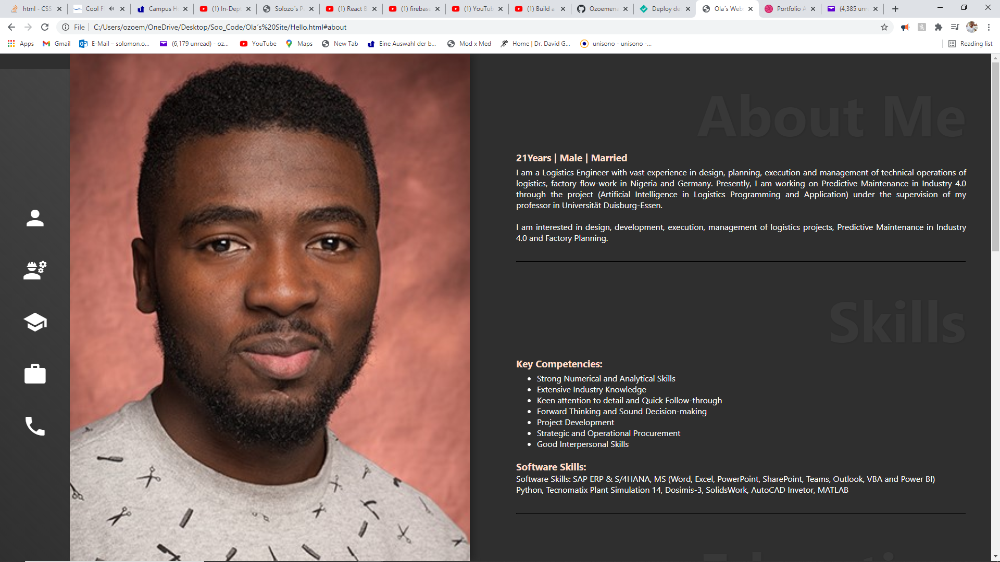 html - CSS
Cool F
Campus H
(1) In-Dept
Solozo´s P
(1) React B
(1) firebase
(1) YouTub
(1) Build a
Ozoemena
Deploy de
Ola´s Web
Portfolio A
(4,385 unr
File
C:/Users/ozoem/OneDrive/Desktop/Soo_Code/Ola´s%20Site/Hello.html#about
Apps
Gmail
E-Mail – solomon.o...
(6,179 unread) - oz...
YouTube
Maps
New Tab
Eine Auswahl der b...
Mod x Med
Home | Dr. David G...
unisono - unisono -...
Reading list
About Me
21Years | Male | Married
I am a Logistics Engineer with vast experience in design, planning, execution and management of technical operations of
logistics, factory flow-work in Nigeria and Germany. Presently, I am working on Predictive Maintenance in Industry 4.0
through the project (Artificial Intelligence in Logistics Programming and Application) under the supervision of my
professor in Universität Duisburg-Essen.
I am interested in design, development, execution, management of logistics projects, Predictive Maintenance in Industry
4.0 and Factory Planning.
Skills
Key Competencies:
Strong Numerical and Analytical Skills
Extensive Industry Knowledge
Keen attention to detail and Quick Follow-through
Forward Thinking and Sound Decision-making
Project Development
Strategic and Operational Procurement
Good Interpersonal Skills
Software Skills:
Software Skills: SAP ERP & S/4HANA, MS (Word, Excel, PowerPoint, SharePoint, Teams, Outlook, VBA and Power BI)
Python, Tecnomatix Plant Simulation 14, Dosimis-3, SolidsWork, AutoCAD Invetor, MATLAB